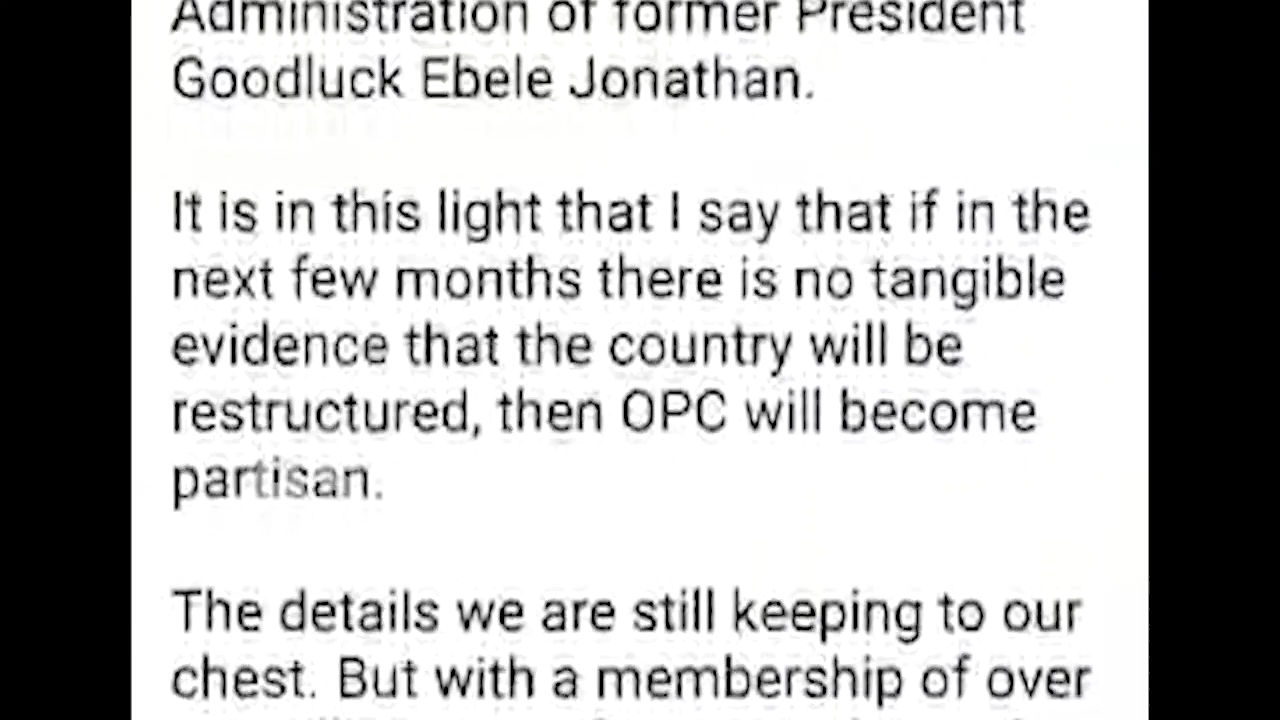 Administration of former President
Goodluck Ebele Jonathan.
It is in this light that I say that if in the
next few months there is no tangible
evidence that the country will be
restructured, then OPC will become
partisan.
The details we are still keeping to our
chest. But with a membership of over